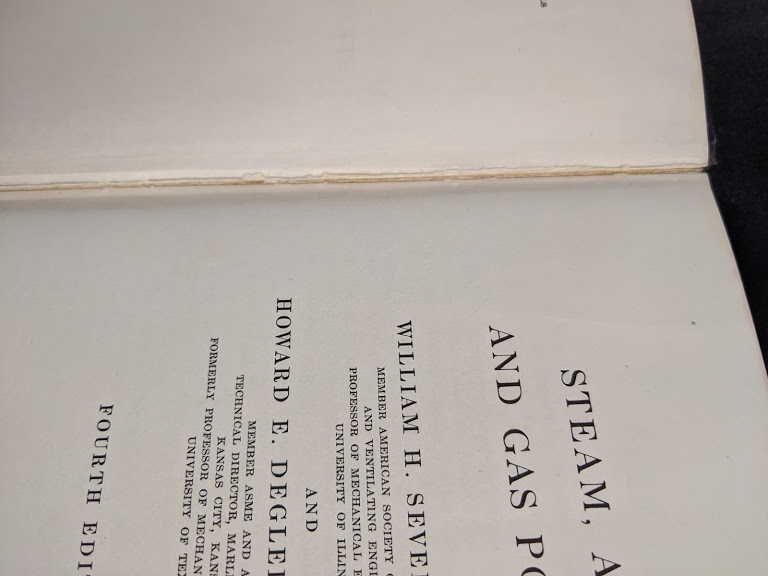 STEAM, A
AND GAS PO
WILLIAM H. SEVE
MEMBER AMERICAN SOCIETY
AND VENTILATING ENGI
PROFESSOR OF MECHANICAL E
UNIVERSITY OF ILLIN
AND
HOWARD E. DEGLE
MEMBER ASME AND A
TECHNICAL DIRECTOR, MARL
KANSAS CITY, KANS
FORMERLY PROFESSOR OF MECHAN
UNIVERSITY OF TE
FOURTH EDI